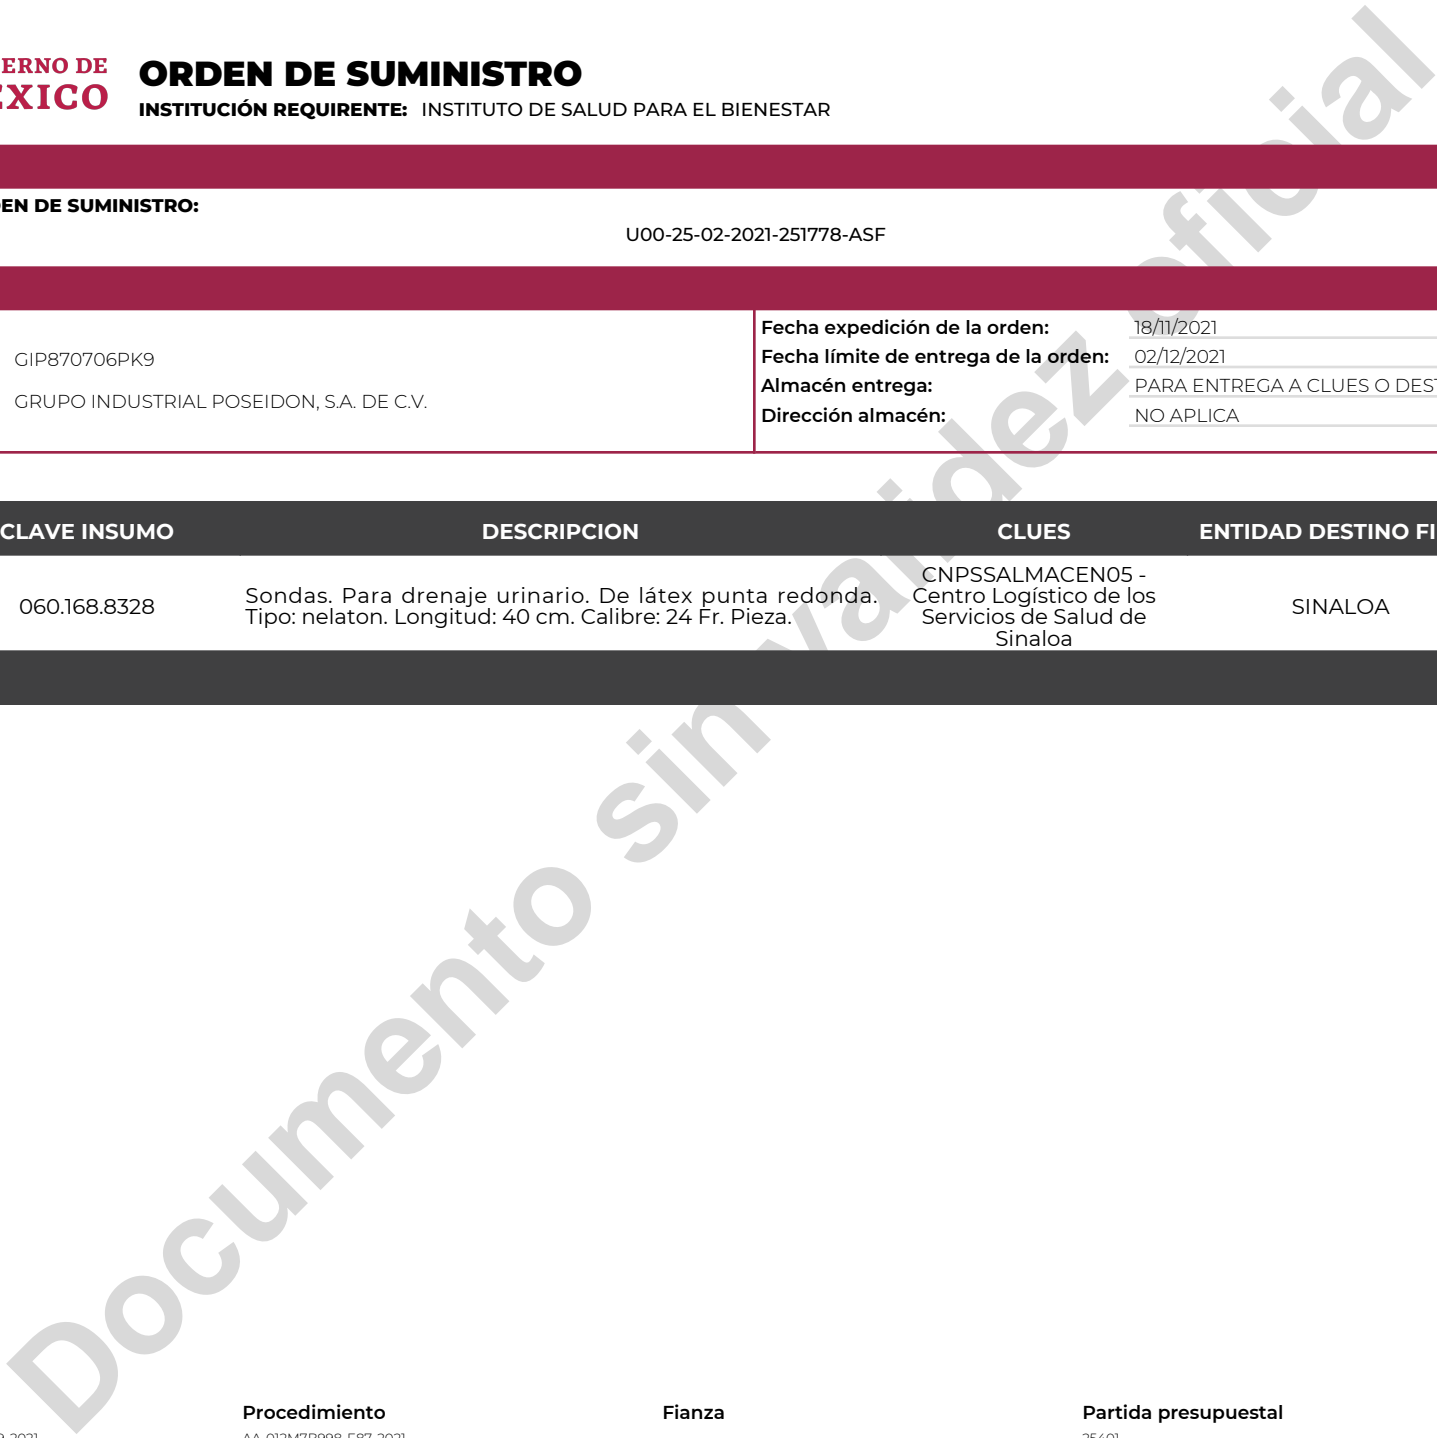 ERNO DE
EXICO
ORDEN DE SUMINISTRO
INSTITUCIÓN REQUIRENTE: INSTITUTO DE SALUD PARA EL BIENESTAR
EN DE SUMINISTRO:
U00-25-02-2021-251778-ASF
GIP870706PK9
GRUPO INDUSTRIAL POSEIDON, S.A. DE C.V.
Fecha expedición de la orden: 18/11/2021
Fecha límite de entrega de la orden: 02/12/2021
Almacén entrega: PARA ENTREGA A CLUES O DEST
Dirección almacén: NO APLICA
CLAVE INSUMO DESCRIPCION CLUES ENTIDAD DESTINO FI
060.168.8328
Sondas. Para drenaje urinario. De látex punta redonda.
Tipo: nelaton. Longitud: 40 cm. Calibre: 24 Fr. Pieza.
CNPSSALMACEN05 -
Centro Logístico de los
Servicios de Salud de
Sinaloa
SINALOA
Documento sin validez oficial
Procedimiento Fianza Partida presupuestal